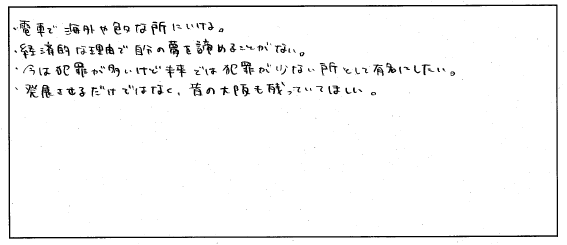 ・電車で海外や色々な所にいける。
・経済的な理由で自分の夢を諦めることがない。
・今は犯罪が多いけど未来では犯罪が少ない所として有名にしたい。
・発展させるだけではなく、昔の大阪も残っていてほしい。